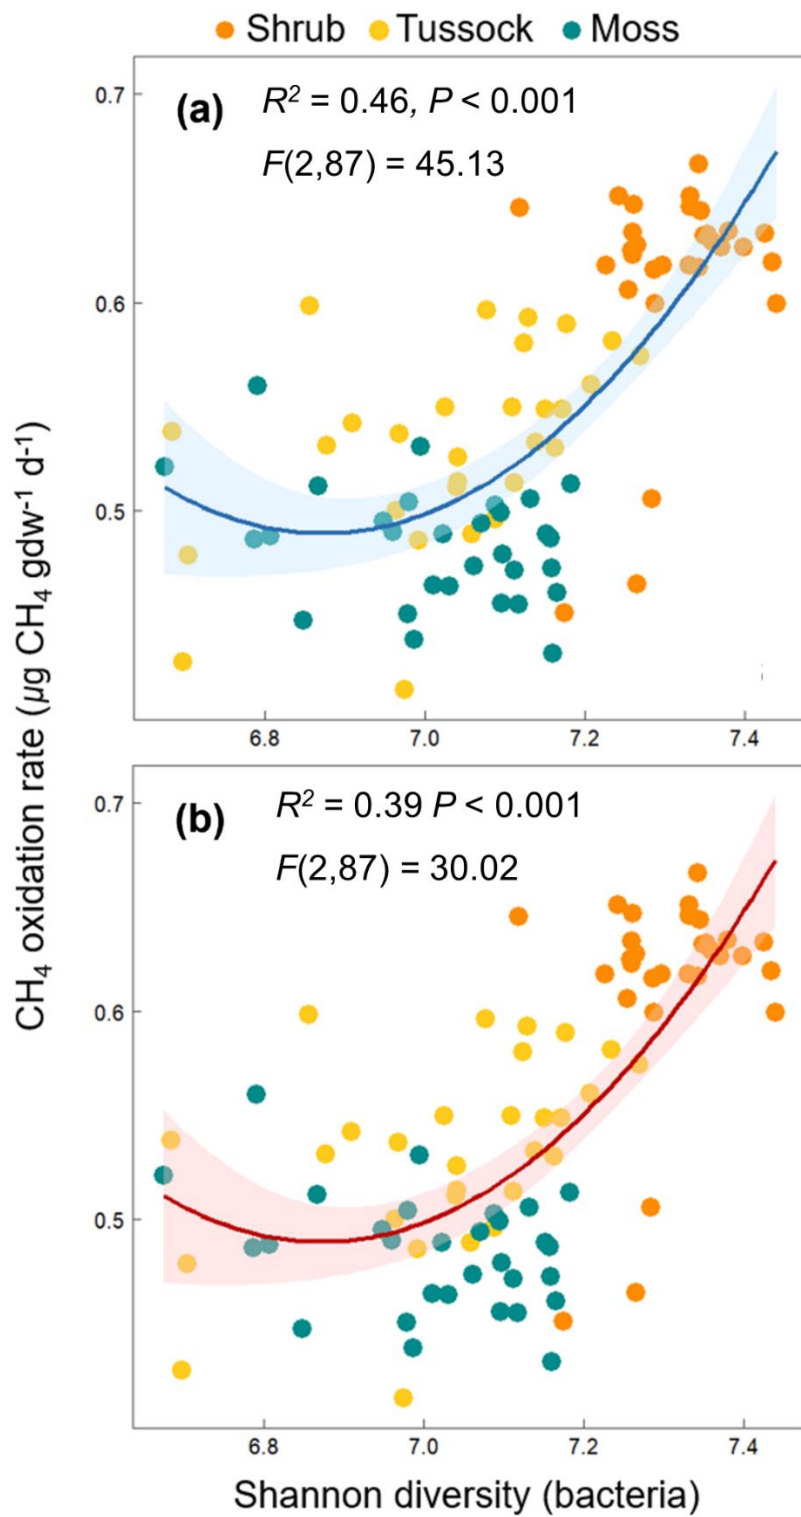 Shrub Tussock Moss
(a) R² = 0.46, P < 0.001
F(2,87) = 45.13
0.7
0.6
0.5
6.8 7.0 7.2 7.4
CH₄ oxidation rate (µg CH₄ gdw⁻¹ d⁻¹)
(b) R² = 0.39 P < 0.001
F(2,87) = 30.02
0.7
0.6
0.5
6.8 7.0 7.2 7.4
Shannon diversity (bacteria)